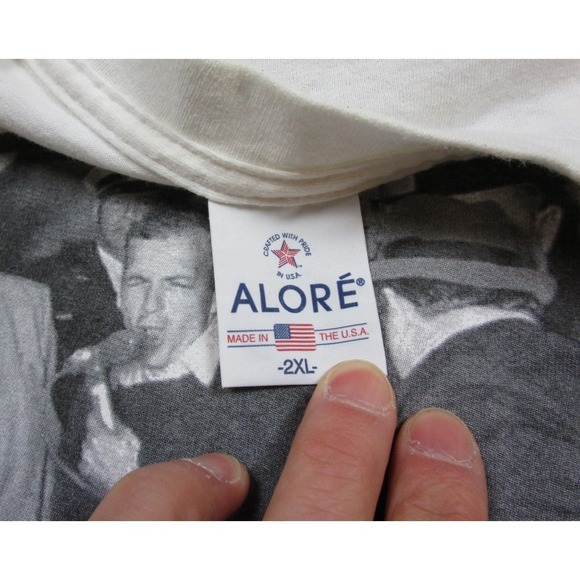 CRAFTED WITH PRIDE
IN U.S.A.
ALORÉ®
MADE IN THE U.S.A.
-2XL-